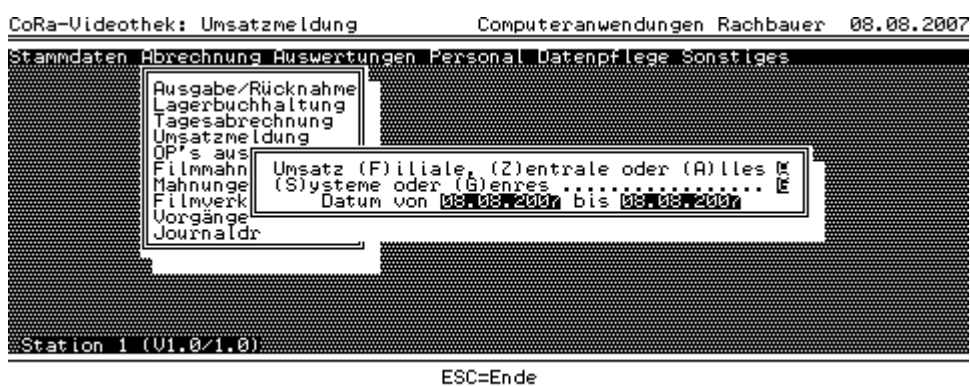 CoRa-Videothek: Umsatzmeldung Computeranwendungen Rachbauer 08.08.2007
Stammdaten Abrechnung Auswertungen Personal Datenpflege Sonstiges
Ausgabe/Rücknahme
Lagerbuchhaltung
Tagesabrechnung
Umsatzmeldung
OP's aus
Filmmahn
Mahnunge
Filmverk
Vorgänge
Journaldr
Umsatz (F)iliale, (Z)entrale oder (A)lles
(S)ysteme oder (G)enres .................
Datum von 08.08.2007 bis 08.08.2007
Station 1 (V1.0/1.0)
ESC=Ende